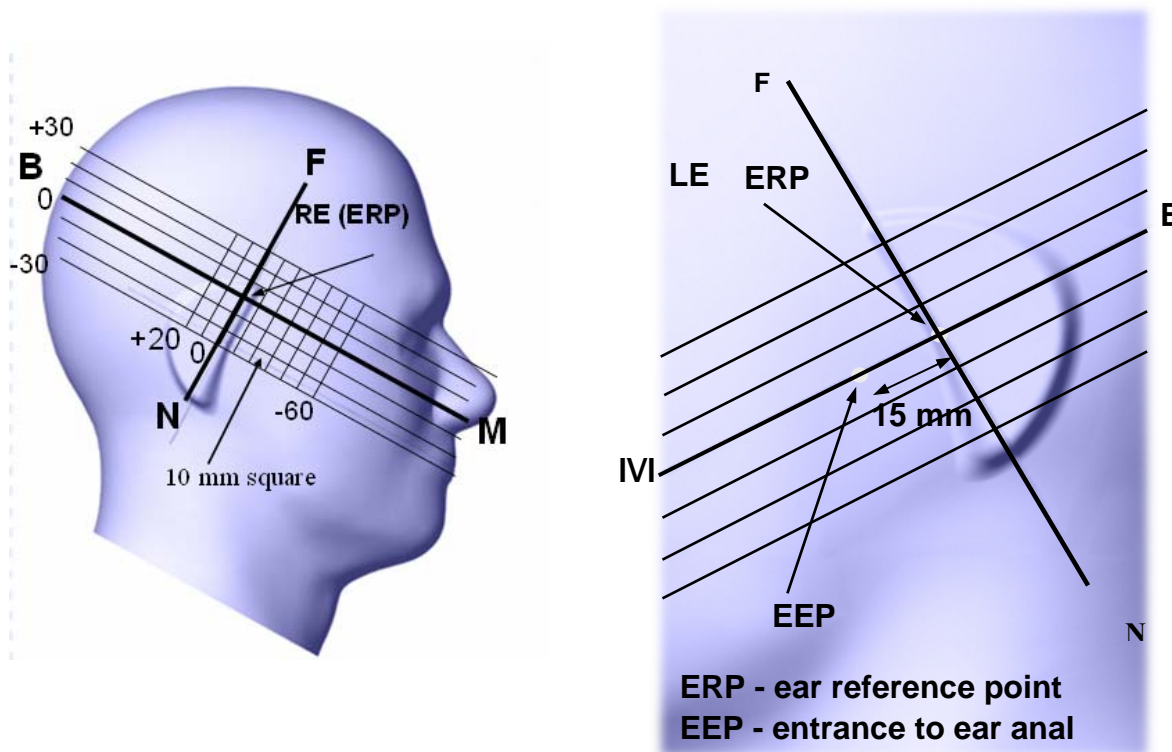 +30
B
F
0
RE (ERP)
-30
+20
0
N
-60
M
10 mm square
F
LE
ERP
B
15 mm
IVI
EEP
N
ERP - ear reference point
EEP - entrance to ear anal